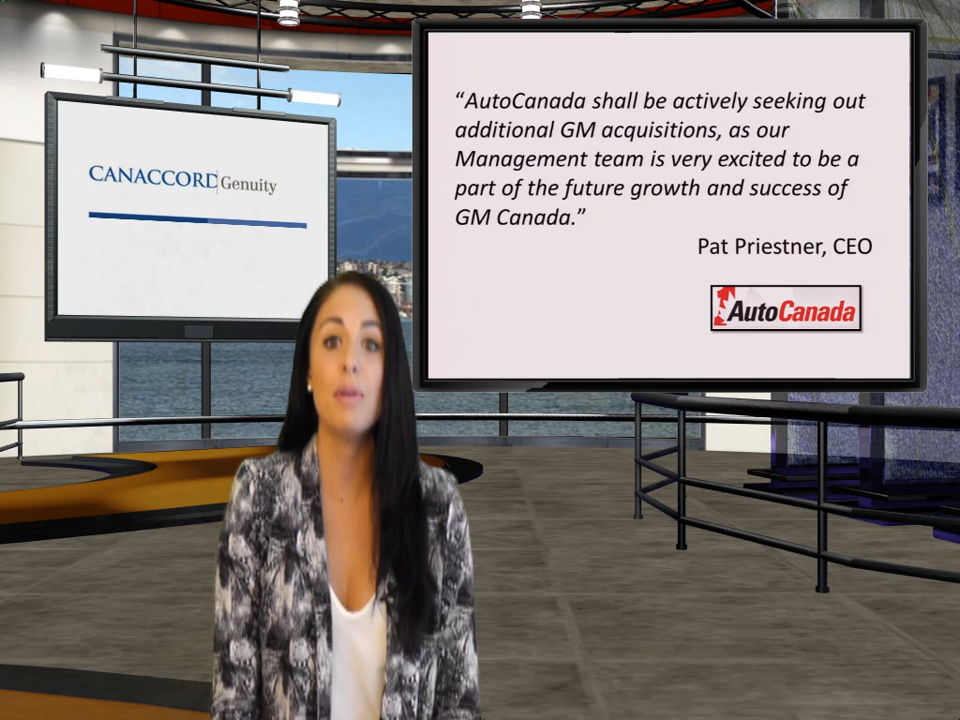 CANACCORD Genuity
“AutoCanada shall be actively seeking out
additional GM acquisitions, as our
Management team is very excited to be a
part of the future growth and success of
GM Canada.”
Pat Priestner, CEO
AutoCanada